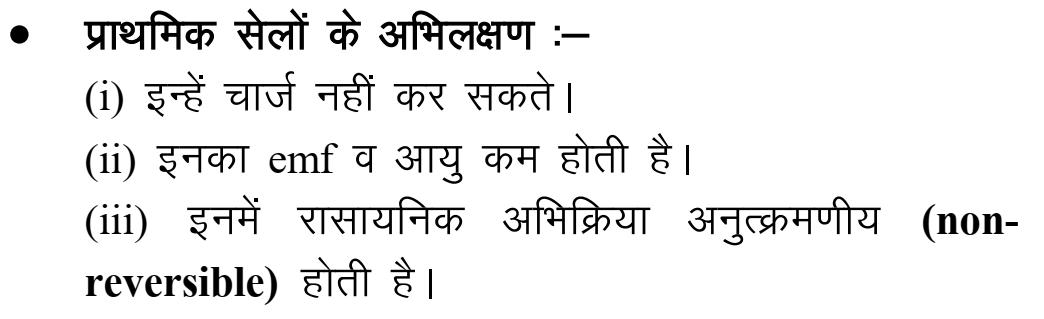 • प्राथमिक सेलों के अभिलक्षण :–
(i) इन्हें चार्ज नहीं कर सकते।
(ii) इनका emf व आयु कम होती है।
(iii) इनमें रासायनिक अभिक्रिया अनुत्क्रमणीय (non-
reversible) होती है।